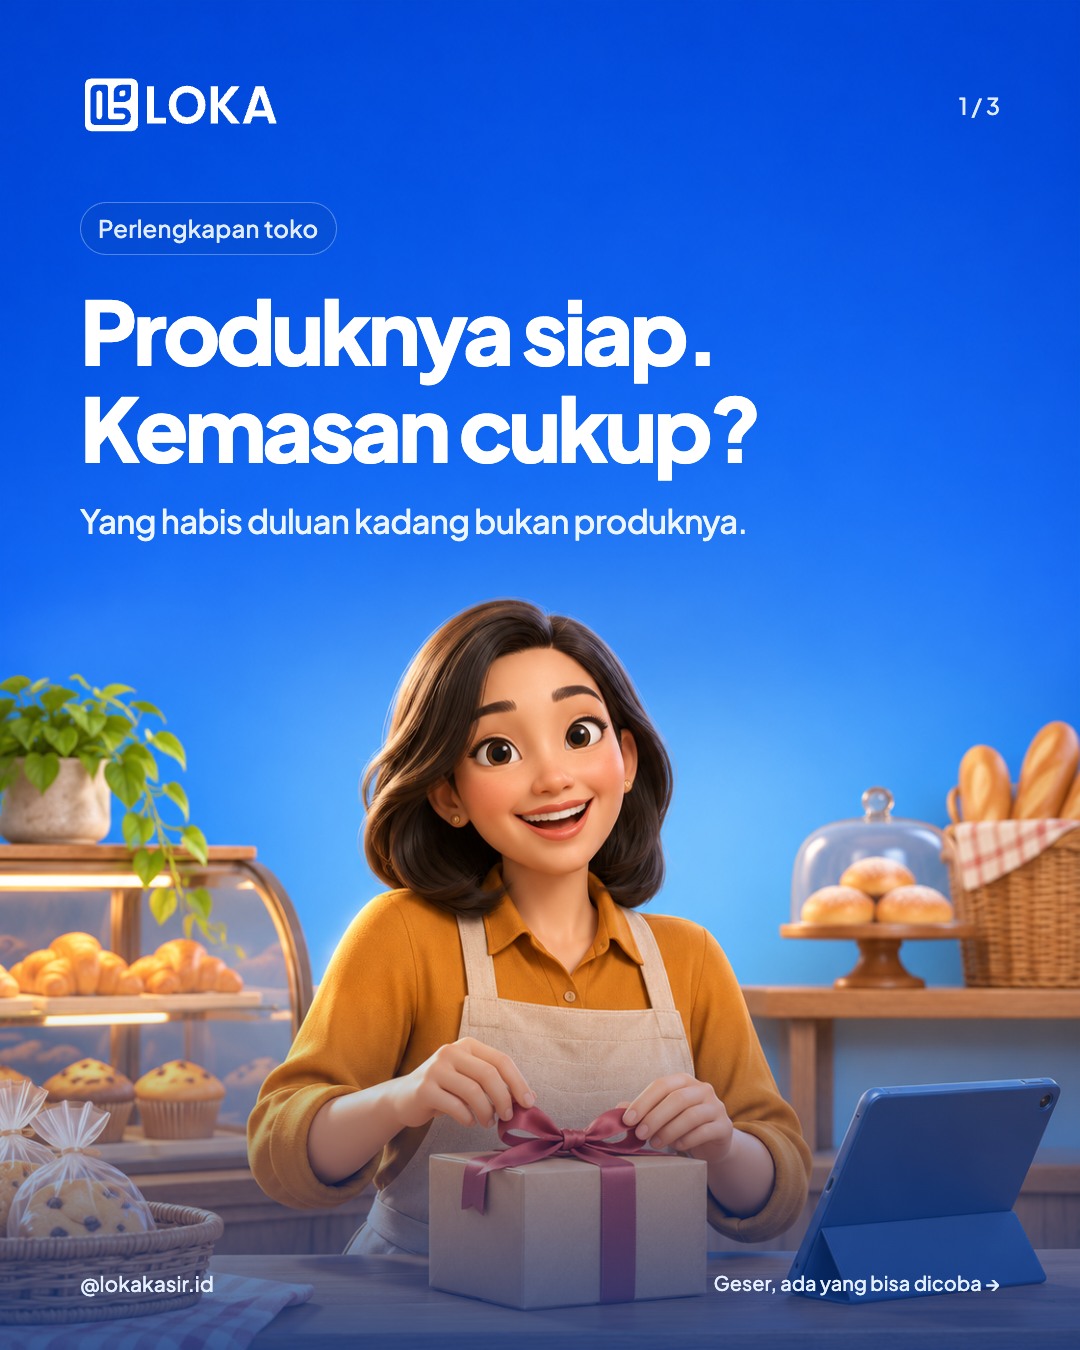 LOKA
1/3
Perlengkapan toko
Produknya siap.
Kemasan cukup?
Yang habis duluan kadang bukan produknya.
@lokakasir.id
Geser, ada yang bisa dicoba →